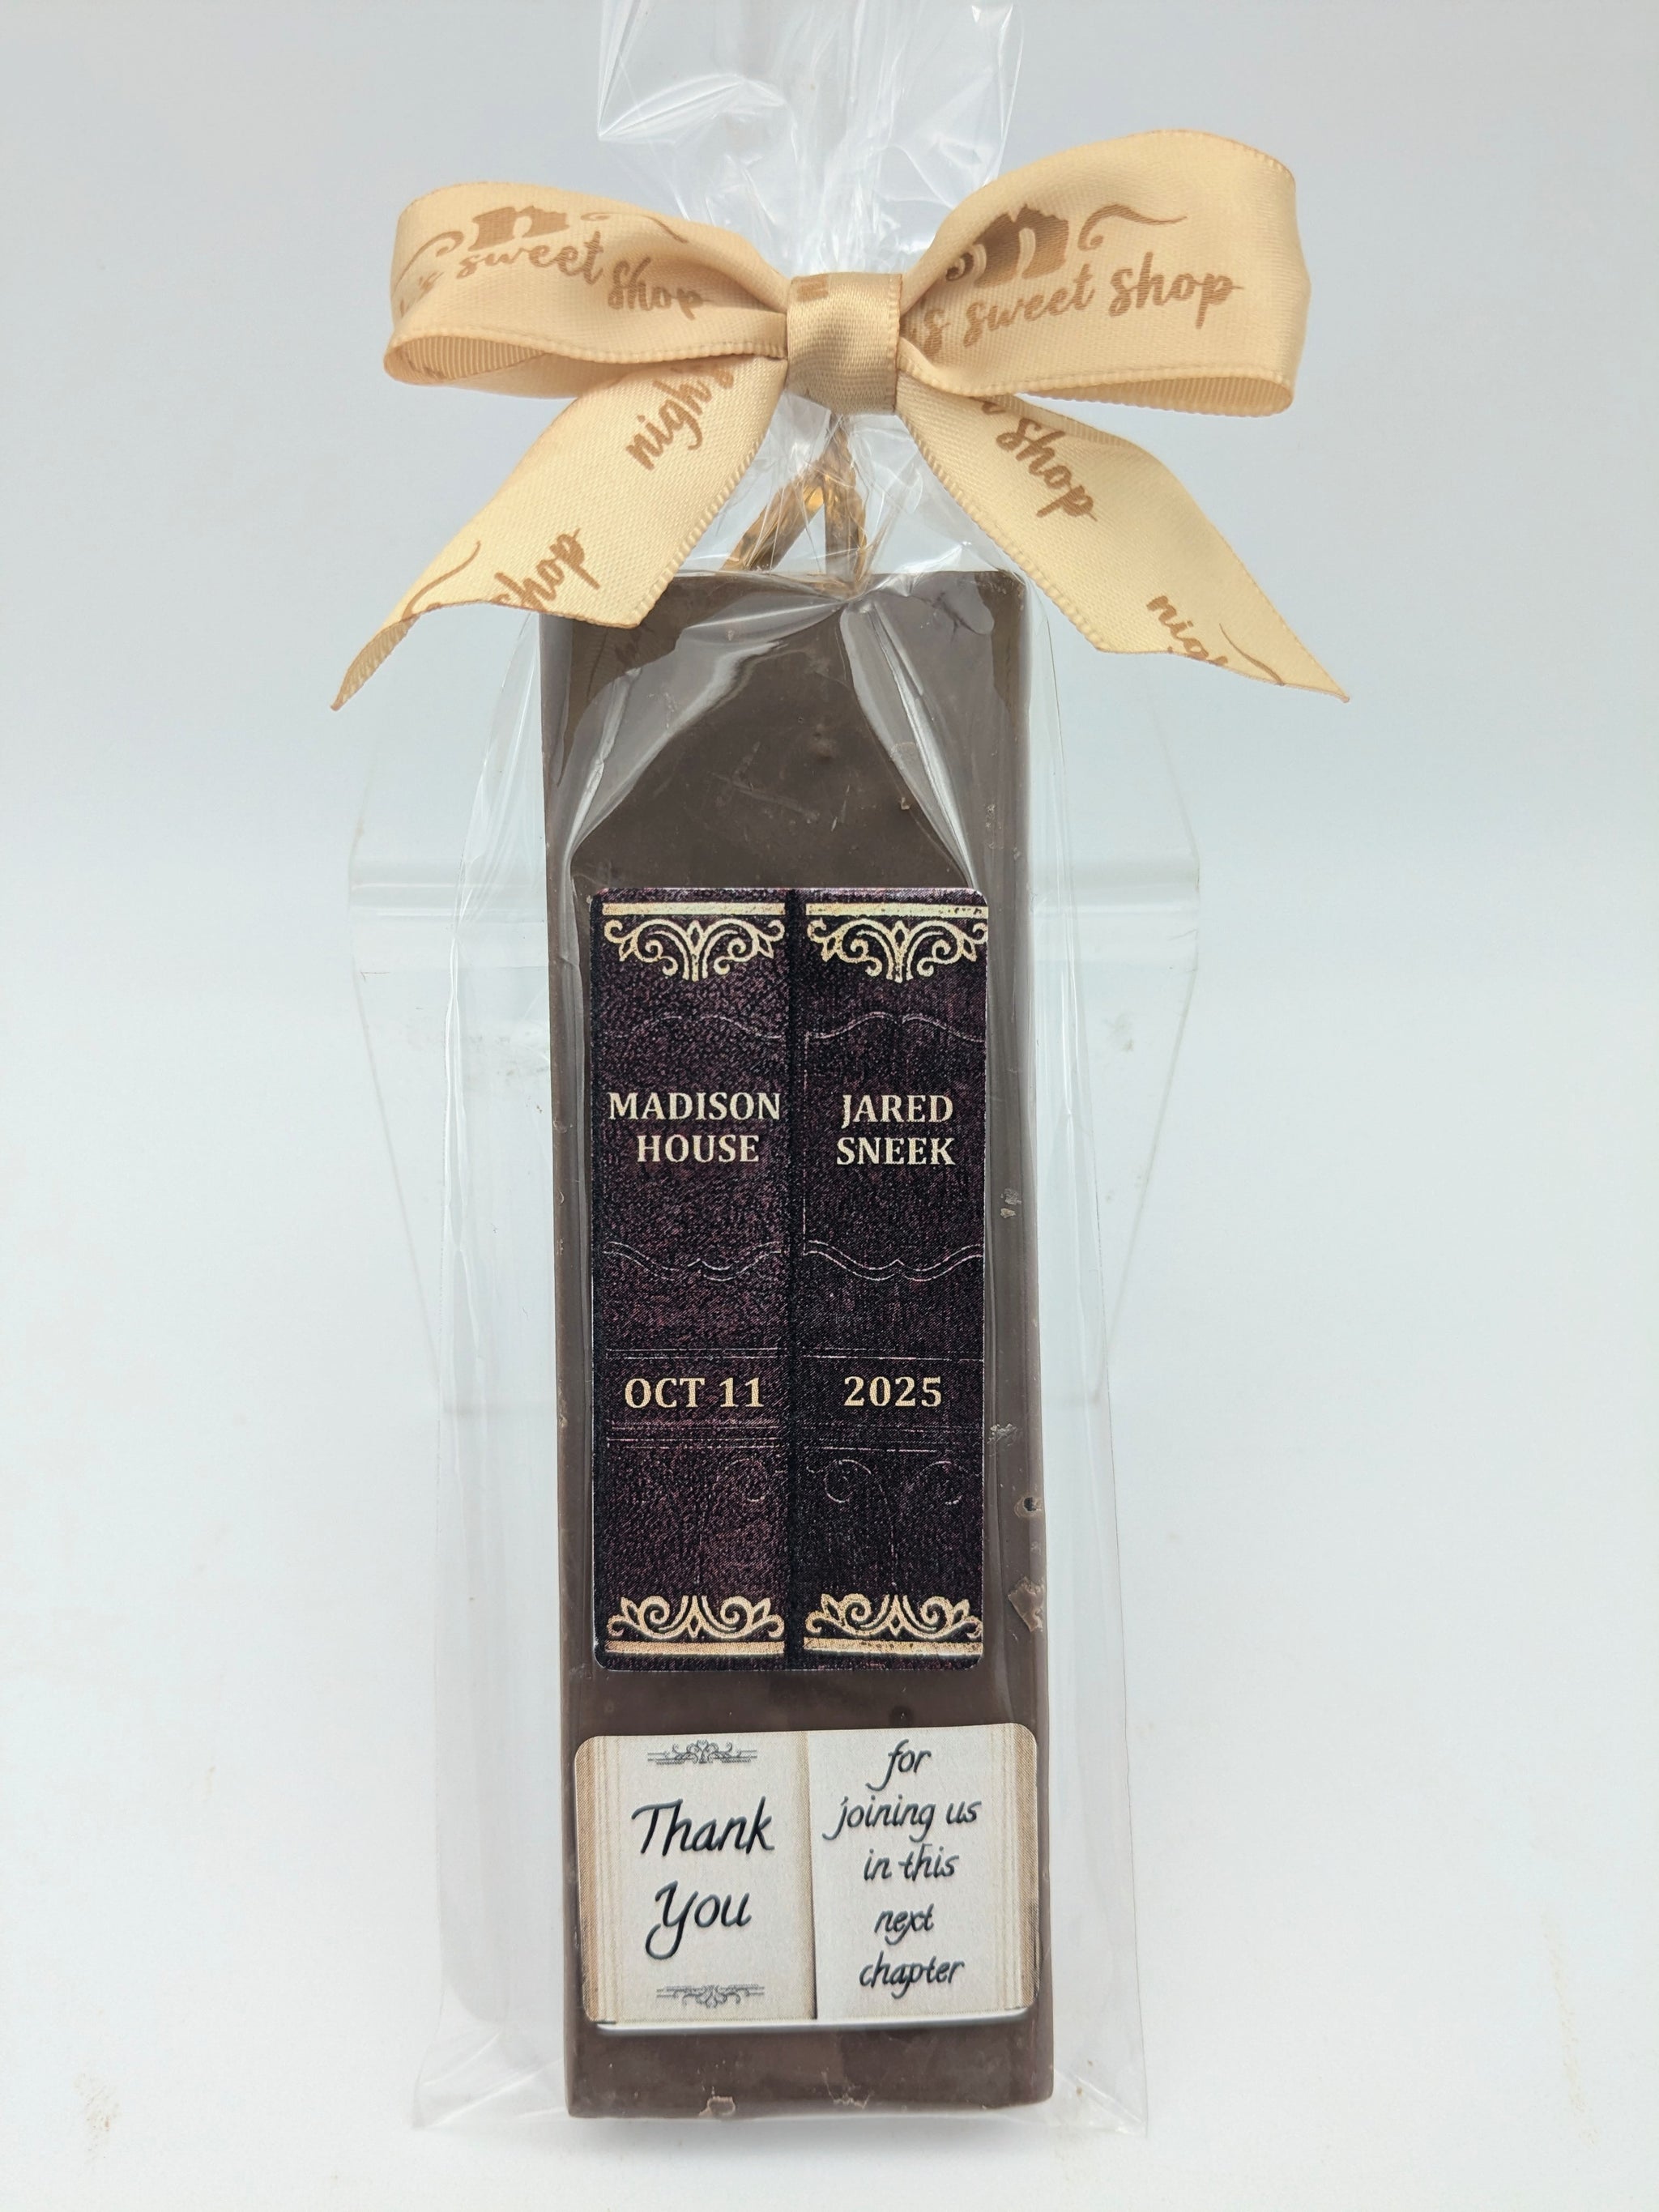 n
sweet shop
n
's sweet shop
nigh's
shop
shop
MADISON
HOUSE
JARED
SNEEK
OCT 11
2025
Thank
You
for
joining us
in this
next
chapter